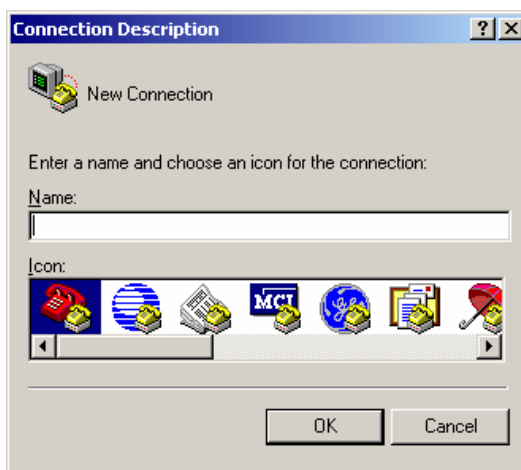 Connection Description
New Connection
Enter a name and choose an icon for the connection:
Name:
Icon:
MCI
OK
Cancel